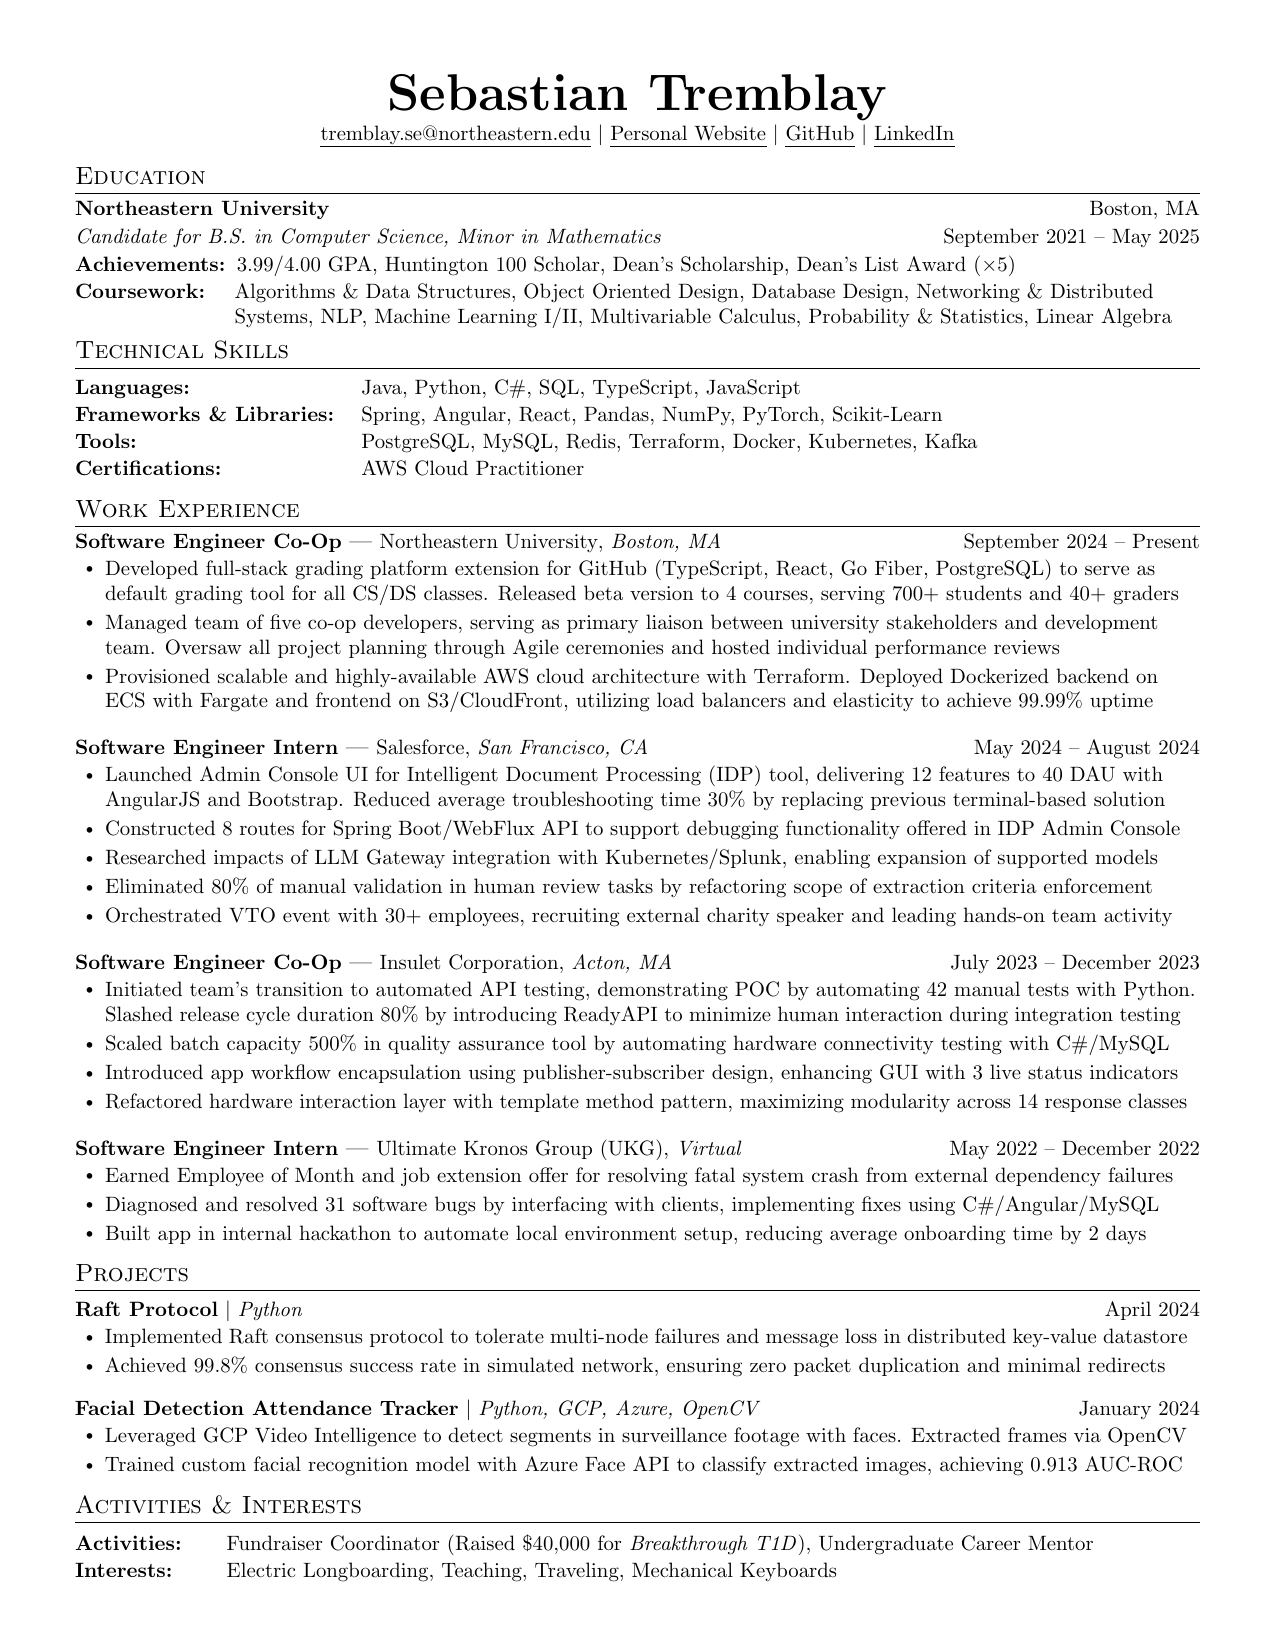 Sebastian Tremblay
tremblay.se@northeastern.edu | Personal Website | GitHub | LinkedIn
Education
Northeastern University Boston, MA
Candidate for B.S. in Computer Science, Minor in Mathematics September 2021 – May 2025
Achievements: 3.99/4.00 GPA, Huntington 100 Scholar, Dean's Scholarship, Dean's List Award (×5)
Coursework: Algorithms & Data Structures, Object Oriented Design, Database Design, Networking & Distributed
Systems, NLP, Machine Learning I/II, Multivariable Calculus, Probability & Statistics, Linear Algebra
Technical Skills
Languages: Java, Python, C#, SQL, TypeScript, JavaScript
Frameworks & Libraries: Spring, Angular, React, Pandas, NumPy, PyTorch, Scikit-Learn
Tools: PostgreSQL, MySQL, Redis, Terraform, Docker, Kubernetes, Kafka
Certifications: AWS Cloud Practitioner
Work Experience
Software Engineer Co-Op — Northeastern University, Boston, MA September 2024 – Present
• Developed full-stack grading platform extension for GitHub (TypeScript, React, Go Fiber, PostgreSQL) to serve as
default grading tool for all CS/DS classes. Released beta version to 4 courses, serving 700+ students and 40+ graders
• Managed team of five co-op developers, serving as primary liaison between university stakeholders and development
team. Oversaw all project planning through Agile ceremonies and hosted individual performance reviews
• Provisioned scalable and highly-available AWS cloud architecture with Terraform. Deployed Dockerized backend on
ECS with Fargate and frontend on S3/CloudFront, utilizing load balancers and elasticity to achieve 99.99% uptime
Software Engineer Intern — Salesforce, San Francisco, CA May 2024 – August 2024
• Launched Admin Console UI for Intelligent Document Processing (IDP) tool, delivering 12 features to 40 DAU with
AngularJS and Bootstrap. Reduced average troubleshooting time 30% by replacing previous terminal-based solution
• Constructed 8 routes for Spring Boot/WebFlux API to support debugging functionality offered in IDP Admin Console
• Researched impacts of LLM Gateway integration with Kubernetes/Splunk, enabling expansion of supported models
• Eliminated 80% of manual validation in human review tasks by refactoring scope of extraction criteria enforcement
• Orchestrated VTO event with 30+ employees, recruiting external charity speaker and leading hands-on team activity
Software Engineer Co-Op — Insulet Corporation, Acton, MA July 2023 – December 2023
• Initiated team's transition to automated API testing, demonstrating POC by automating 42 manual tests with Python.
Slashed release cycle duration 80% by introducing ReadyAPI to minimize human interaction during integration testing
• Scaled batch capacity 500% in quality assurance tool by automating hardware connectivity testing with C#/MySQL
• Introduced app workflow encapsulation using publisher-subscriber design, enhancing GUI with 3 live status indicators
• Refactored hardware interaction layer with template method pattern, maximizing modularity across 14 response classes
Software Engineer Intern — Ultimate Kronos Group (UKG), Virtual May 2022 – December 2022
• Earned Employee of Month and job extension offer for resolving fatal system crash from external dependency failures
• Diagnosed and resolved 31 software bugs by interfacing with clients, implementing fixes using C#/Angular/MySQL
• Built app in internal hackathon to automate local environment setup, reducing average onboarding time by 2 days
Projects
Raft Protocol | Python April 2024
• Implemented Raft consensus protocol to tolerate multi-node failures and message loss in distributed key-value datastore
• Achieved 99.8% consensus success rate in simulated network, ensuring zero packet duplication and minimal redirects
Facial Detection Attendance Tracker | Python, GCP, Azure, OpenCV January 2024
• Leveraged GCP Video Intelligence to detect segments in surveillance footage with faces. Extracted frames via OpenCV
• Trained custom facial recognition model with Azure Face API to classify extracted images, achieving 0.913 AUC-ROC
Activities & Interests
Activities: Fundraiser Coordinator (Raised $40,000 for Breakthrough T1D), Undergraduate Career Mentor
Interests: Electric Longboarding, Teaching, Traveling, Mechanical Keyboards